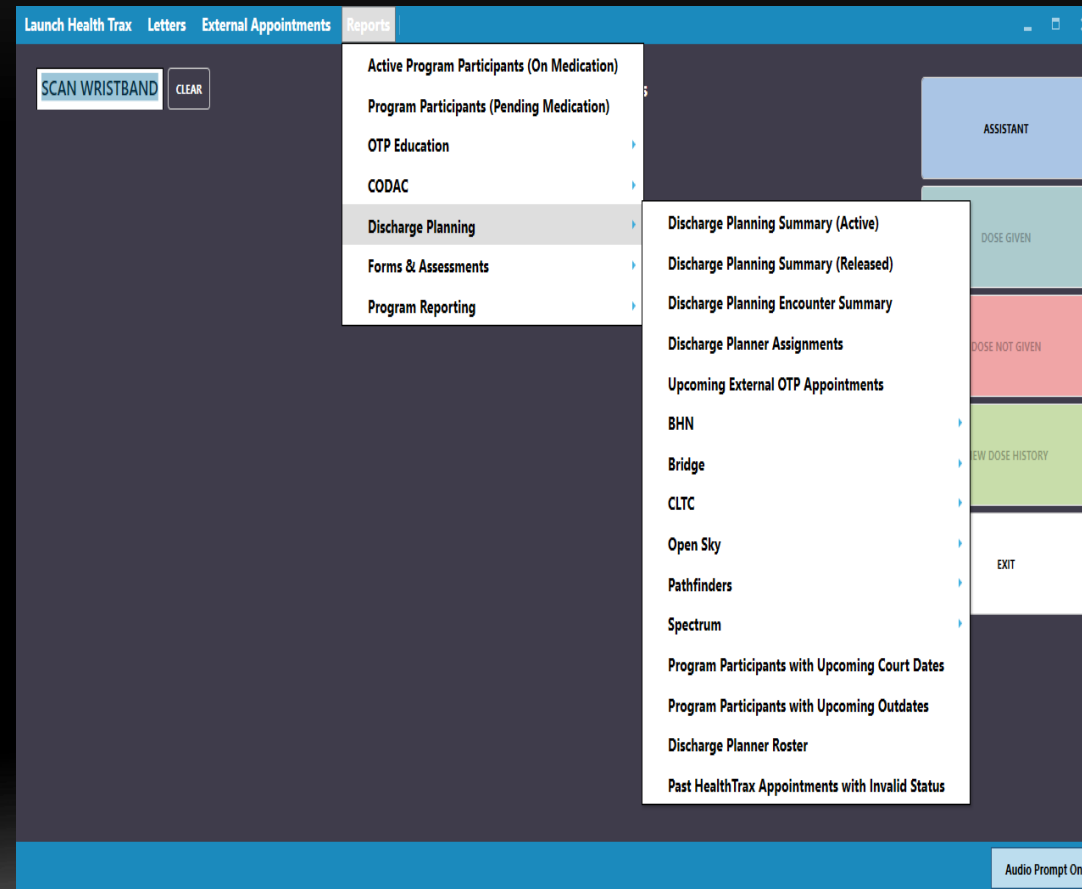 Launch Health Trax Letters External Appointments Reports
SCAN WRISTBAND CLEAR
Active Program Participants (On Medication)
Program Participants (Pending Medication)
OTP Education
CODAC
Discharge Planning
Forms & Assessments
Program Reporting
Discharge Planning Summary (Active)
Discharge Planning Summary (Released)
Discharge Planning Encounter Summary
Discharge Planner Assignments
Upcoming External OTP Appointments
BHN
Bridge
CLTC
Open Sky
Pathfinders
Spectrum
Program Participants with Upcoming Court Dates
Program Participants with Upcoming Outdates
Discharge Planner Roster
Past HealthTrax Appointments with Invalid Status
ASSISTANT
DOSE GIVEN
DOSE NOT GIVEN
DOSE HISTORY
EXIT
Audio Prompt On